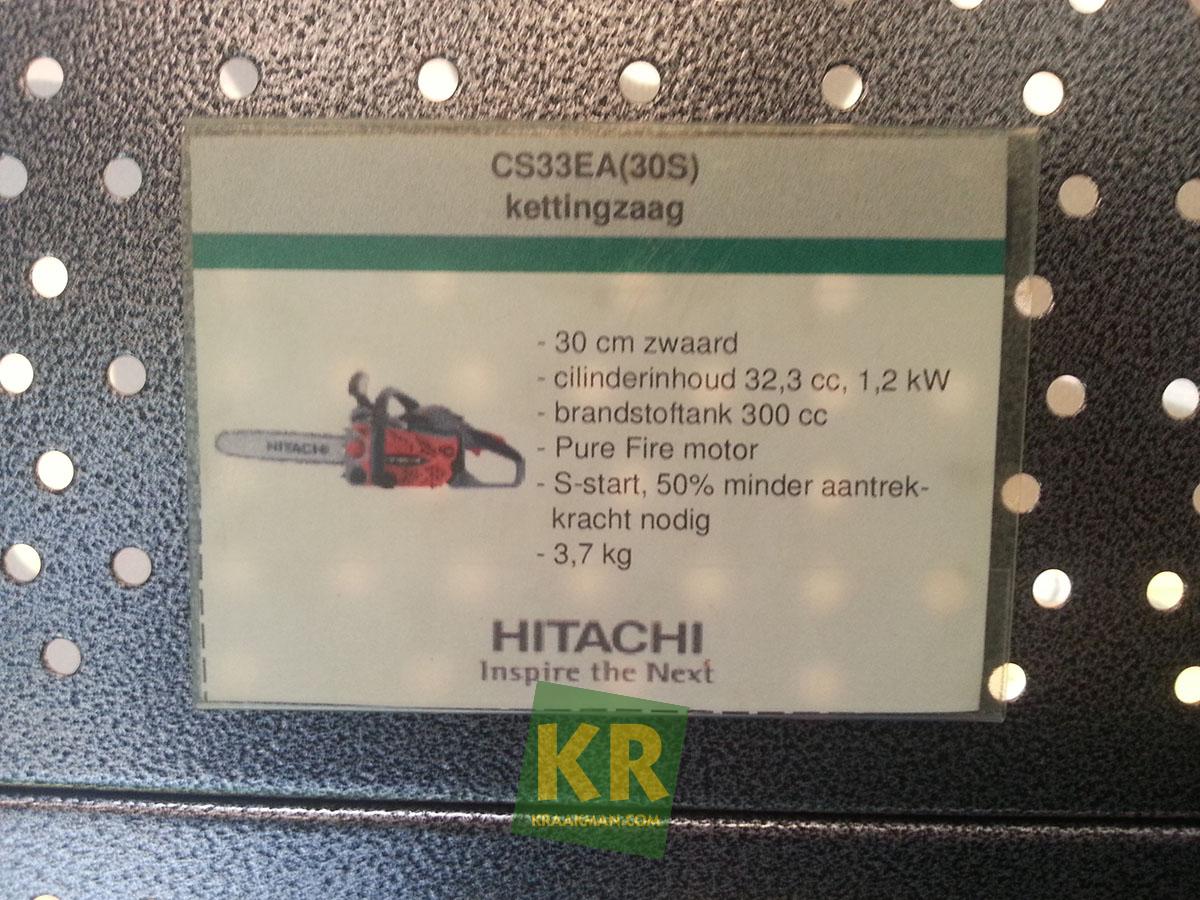 CS33EA(30S)
kettingzaag
- 30 cm zwaard
- cilinderinhoud 32,3 cc, 1,2 kW
- brandstoftank 300 cc
- Pure Fire motor
- S-start, 50% minder aantrek-
kracht nodig
- 3,7 kg
HITACHI
HITACHI
Inspire the Next
KR
KRAAKMAN.COM